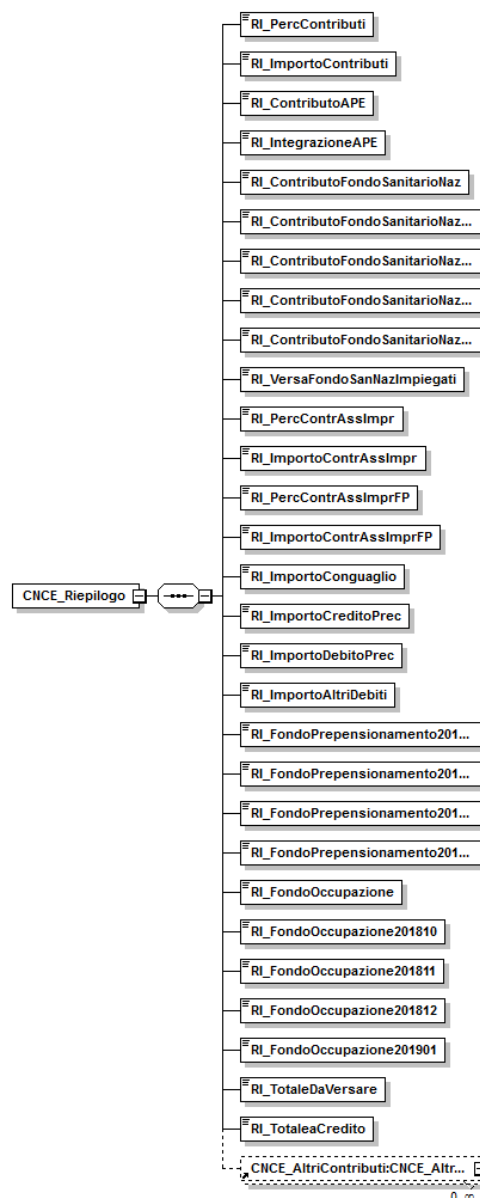 RI_PercContributi
RI_ImportoContributi
RI_ContributoAPE
RI_IntegrazioneAPE
RI_ContributoFondoSanitarioNaz
RI_ContributoFondoSanitarioNaz...
RI_ContributoFondoSanitarioNaz...
RI_ContributoFondoSanitarioNaz...
RI_ContributoFondoSanitarioNaz...
RI_VersaFondoSanNazImpiegati
RI_PercContrAssImpr
RI_ImportoContrAssImpr
RI_PercContrAssImprFP
RI_ImportoContrAssImprFP
RI_ImportoConguaglio
CNCE_Riepilogo
RI_ImportoCreditoPrec
RI_ImportoDebitoPrec
RI_ImportoAltriDebiti
RI_FondoPrepensionamento201...
RI_FondoPrepensionamento201...
RI_FondoPrepensionamento201...
RI_FondoPrepensionamento201...
RI_FondoOccupazione
RI_FondoOccupazione201810
RI_FondoOccupazione201811
RI_FondoOccupazione201812
RI_FondoOccupazione201901
RI_TotaleDaVersare
RI_TotaleaCredito
CNCE_AltriContributi:CNCE_Altr...